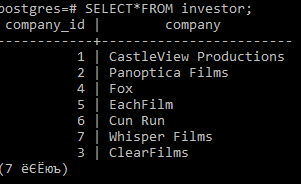 postgres=# SELECT*FROM investor;
company_id | company
-----------+-----------------------
1 | CastleView Productions
2 | Panoptica Films
4 | Fox
5 | EachFilm
6 | Cun Run
7 | Whisper Films
3 | ClearFilms
(7 ёЄЁюъ)